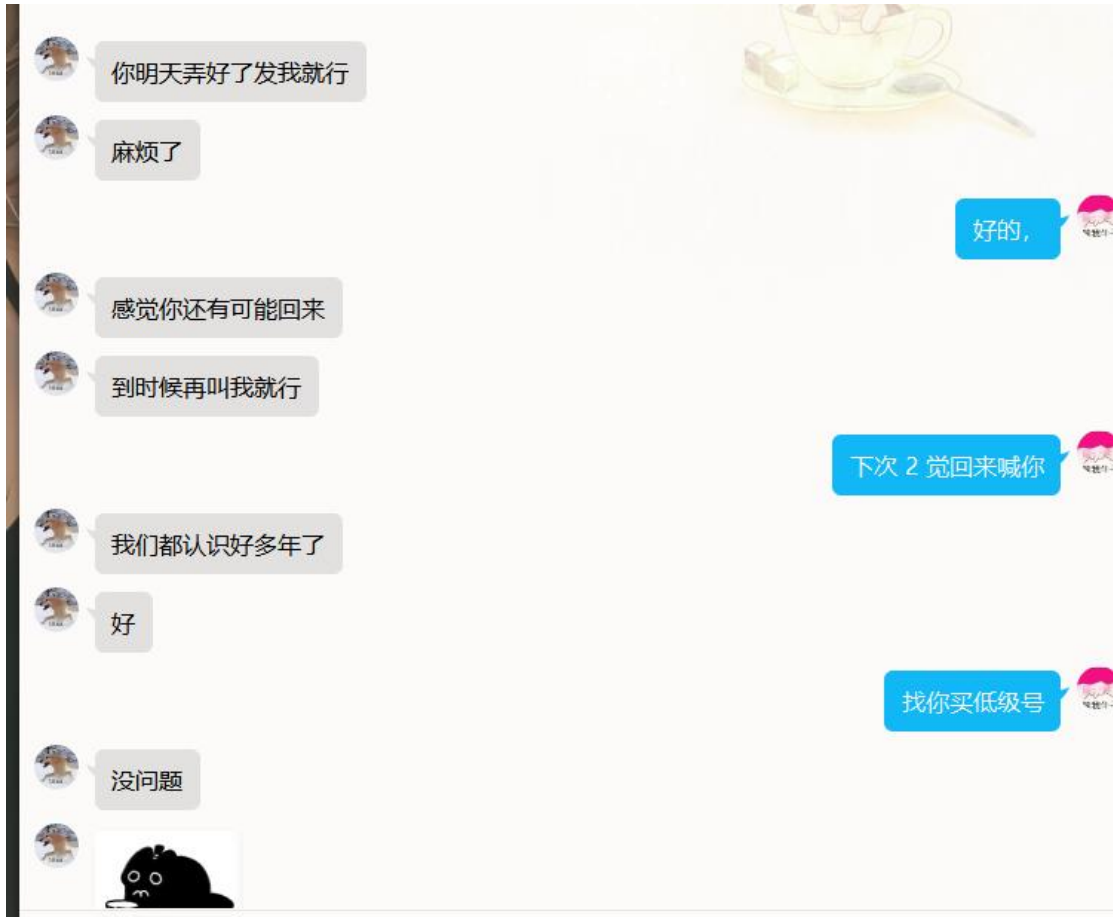 你明天弄好了发我就行
麻烦了
好的,
感觉你还有可能回来
到时候再叫我就行
下次 2 觉回来喊你
我们都认识好多年了
好
找你买低级号
没问题